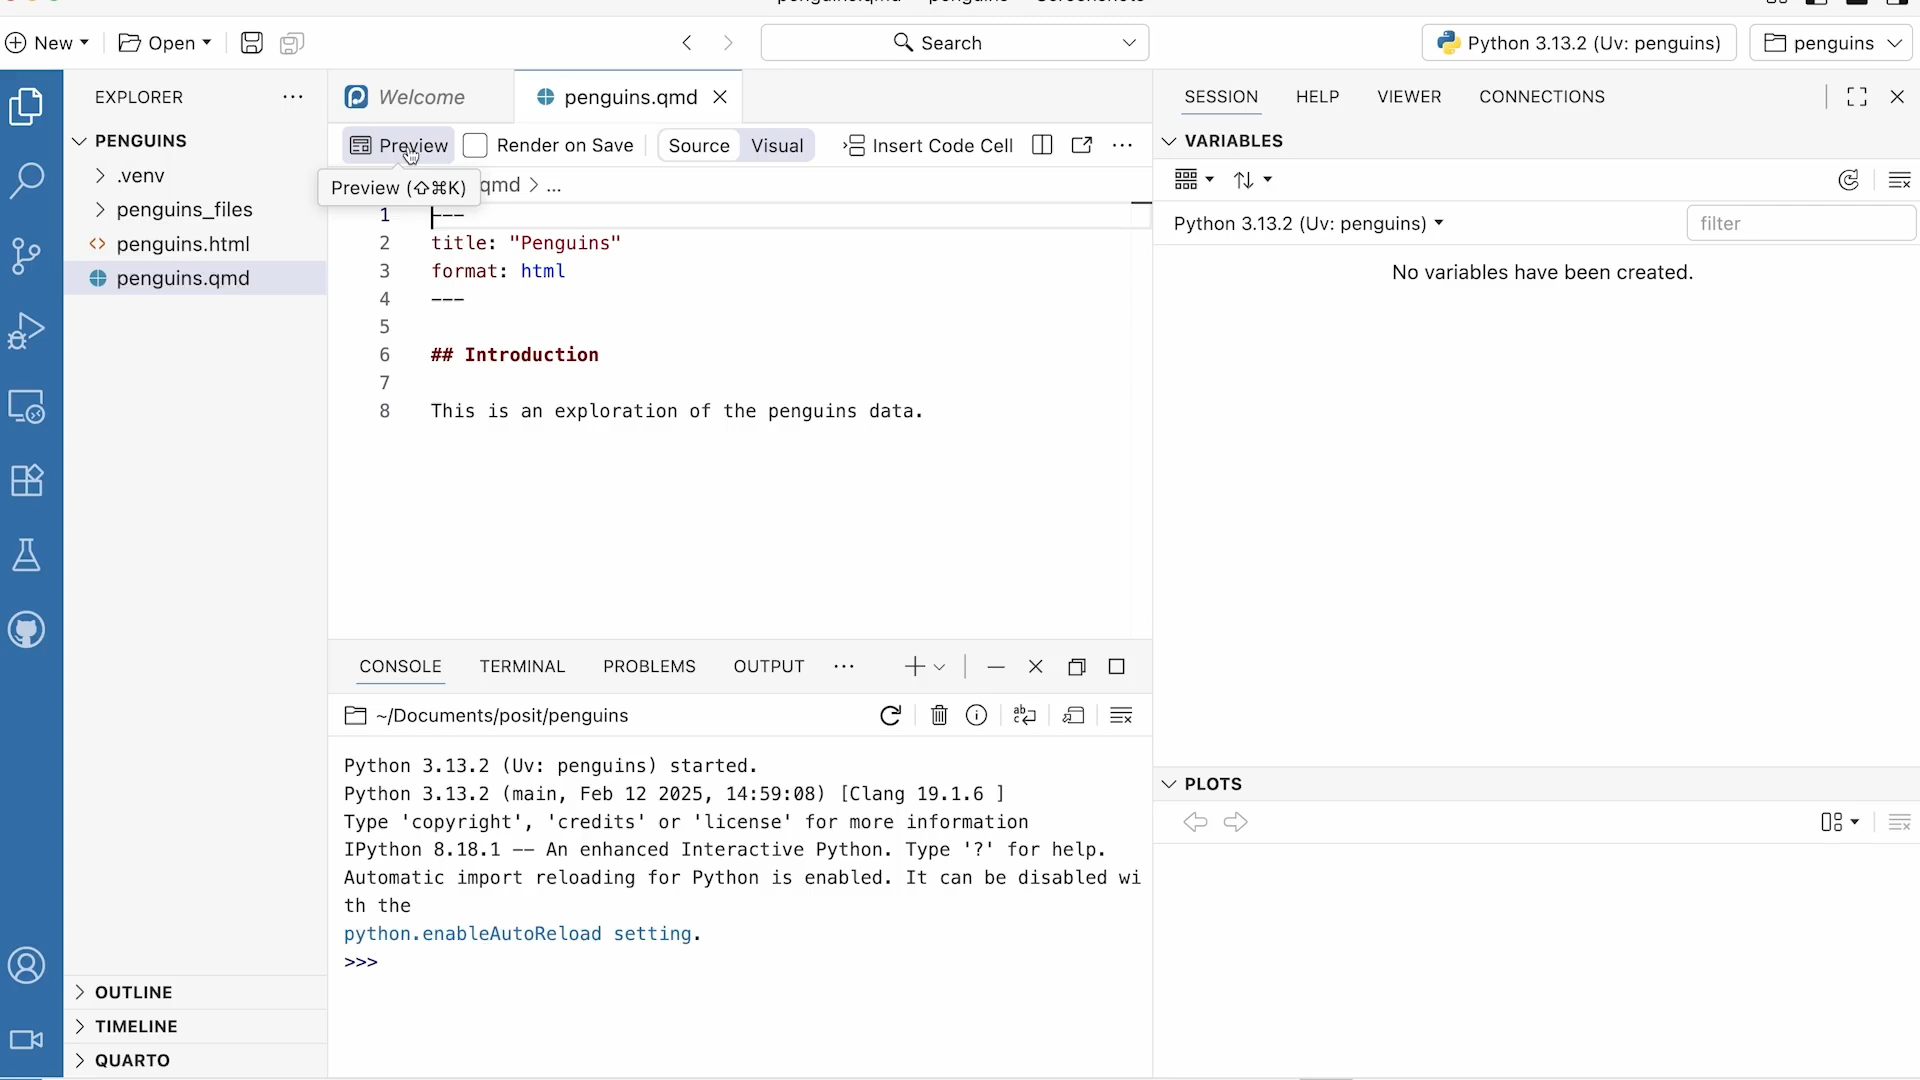 New
Open
Search
Python 3.13.2 (Uv: penguins)
penguins
EXPLORER
PENGUINS
.venv
penguins_files
penguins.html
penguins.qmd
OUTLINE
TIMELINE
QUARTO
Welcome
penguins.qmd
Preview
Render on Save
Source
Visual
Insert Code Cell
Preview (⇧⌘K)
qmd > ...
1 ---
2 title: "Penguins"
3 format: html
4 ---
5
6 ## Introduction
7
8 This is an exploration of the penguins data.
CONSOLE
TERMINAL
PROBLEMS
OUTPUT
~/Documents/posit/penguins
Python 3.13.2 (Uv: penguins) started.
Python 3.13.2 (main, Feb 12 2025, 14:59:08) [Clang 19.1.6 ]
Type 'copyright', 'credits' or 'license' for more information
IPython 8.18.1 -- An enhanced Interactive Python. Type '?' for help.
Automatic import reloading for Python is enabled. It can be disabled wi
th the
python.enableAutoReload setting.
>>>
SESSION
HELP
VIEWER
CONNECTIONS
VARIABLES
Python 3.13.2 (Uv: penguins)
filter
No variables have been created.
PLOTS